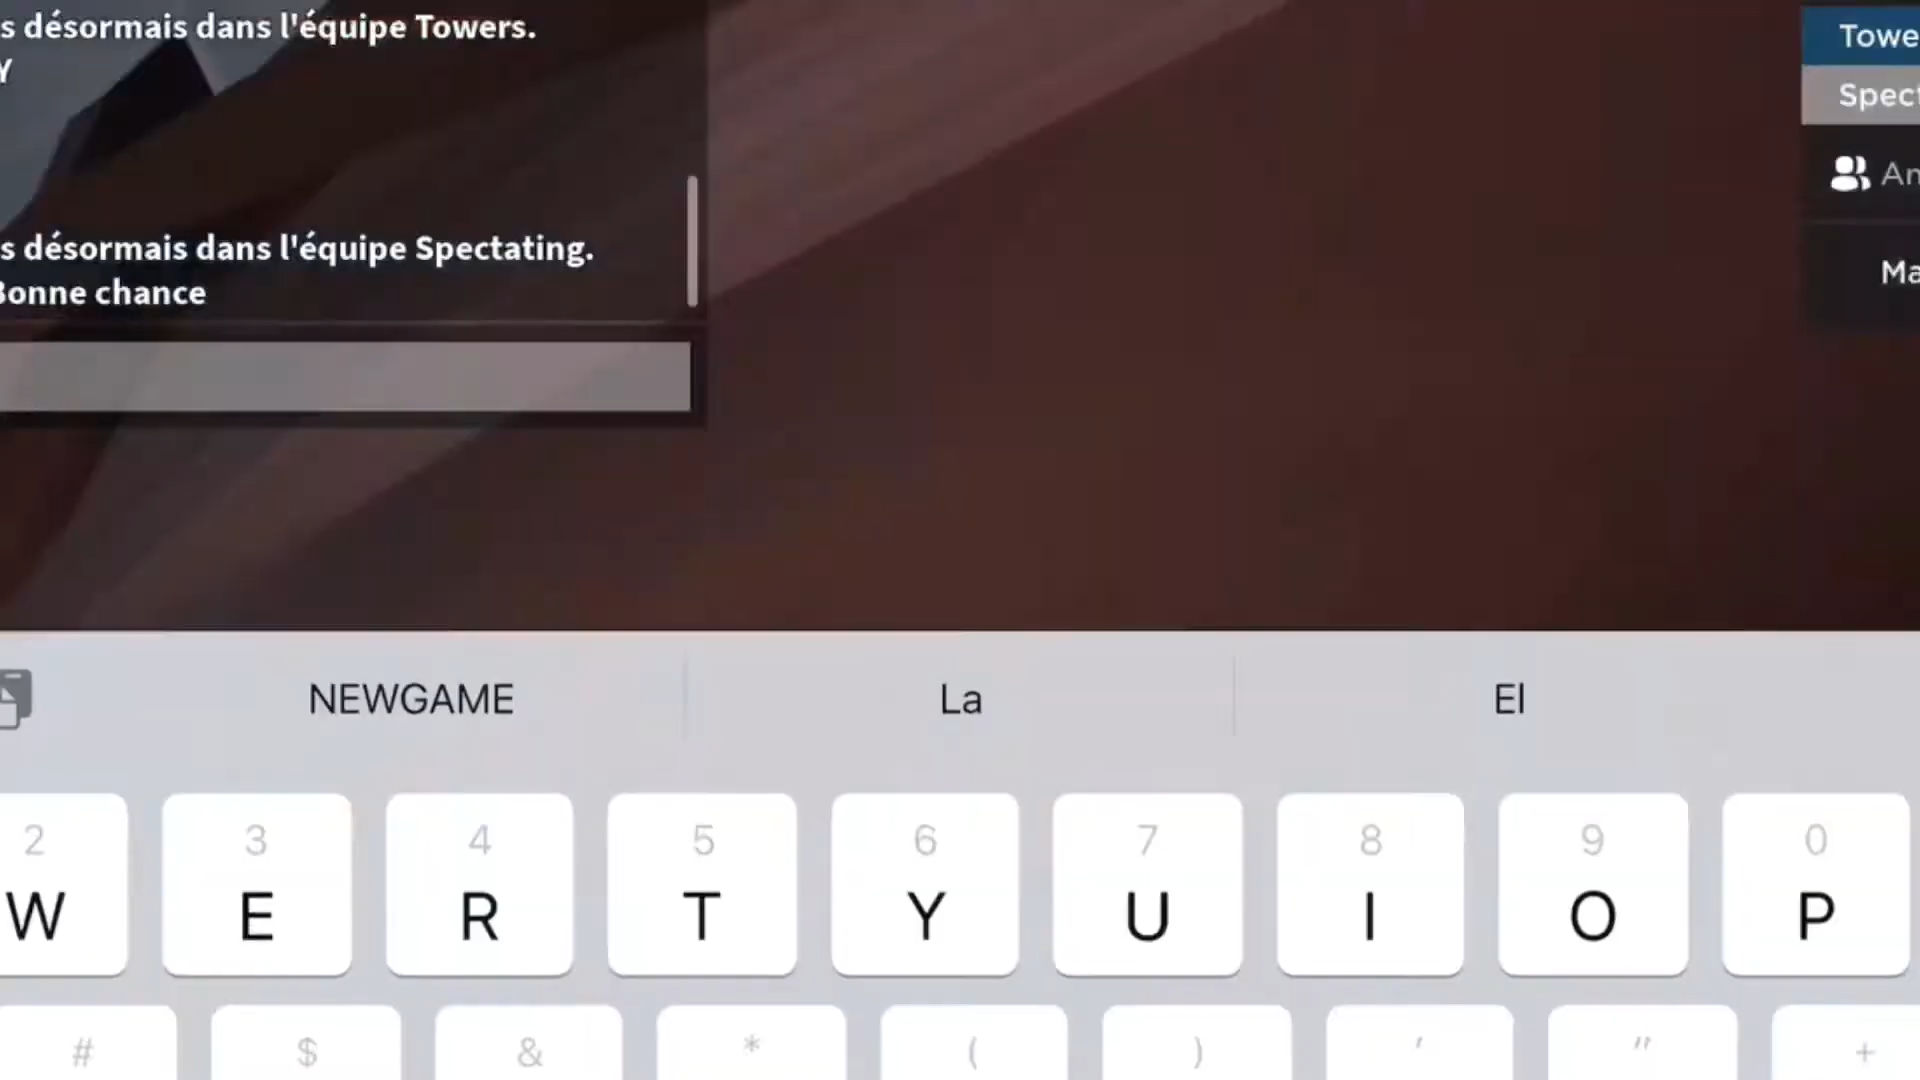 s désormais dans l'équipe Towers.
Y
s désormais dans l'équipe Spectating.
Bonne chance
Towe
Spect
An
Ma
NEWGAME
La
El
2 3 4 5 6 7 8 9 0
W E R T Y U I O P
# $ & * ( ) ' " +